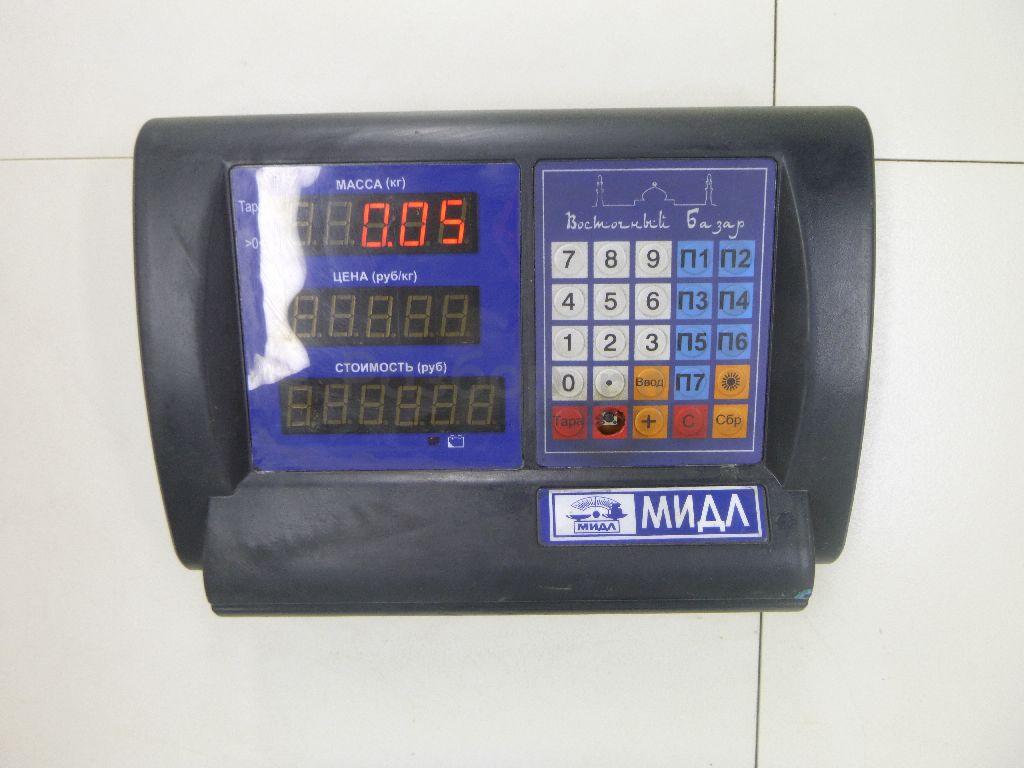 МАССА (кг)
Тара
0.05
>0<
ЦЕНА (руб/кг)
СТОИМОСТЬ (руб)
Восточный Базар
7 8 9 П1 П2
4 5 6 П3 П4
1 2 3 П5 П6
0 . Ввод П7
Тара + С Сбр
МИДЛ
МИДЛ